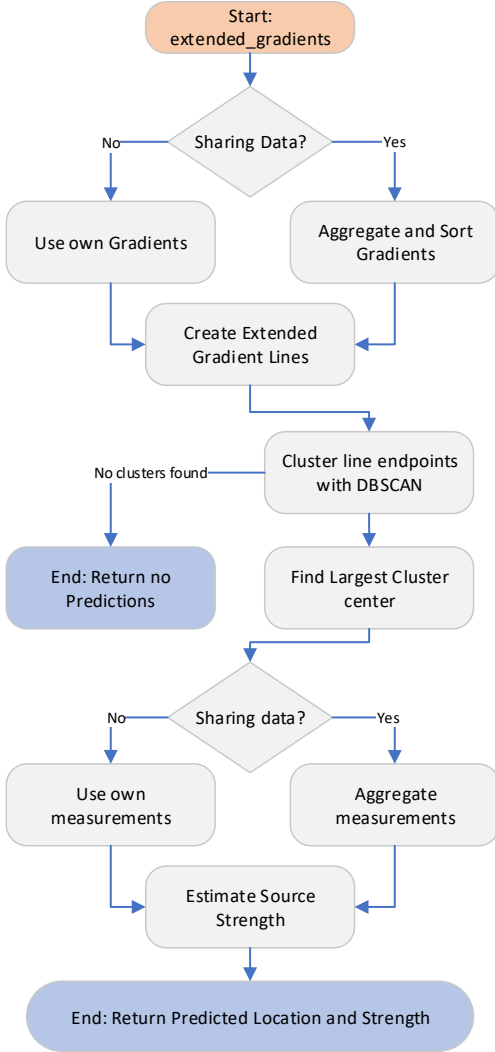 Start:
extended_gradients
Sharing Data?
No
Yes
Use own Gradients
Aggregate and Sort
Gradients
Create Extended
Gradient Lines
Cluster line endpoints
with DBSCAN
No clusters found
End: Return no
Predictions
Find Largest Cluster
center
Sharing data?
No
Yes
Use own
measurements
Aggregate
measurements
Estimate Source
Strength
End: Return Predicted Location and Strength